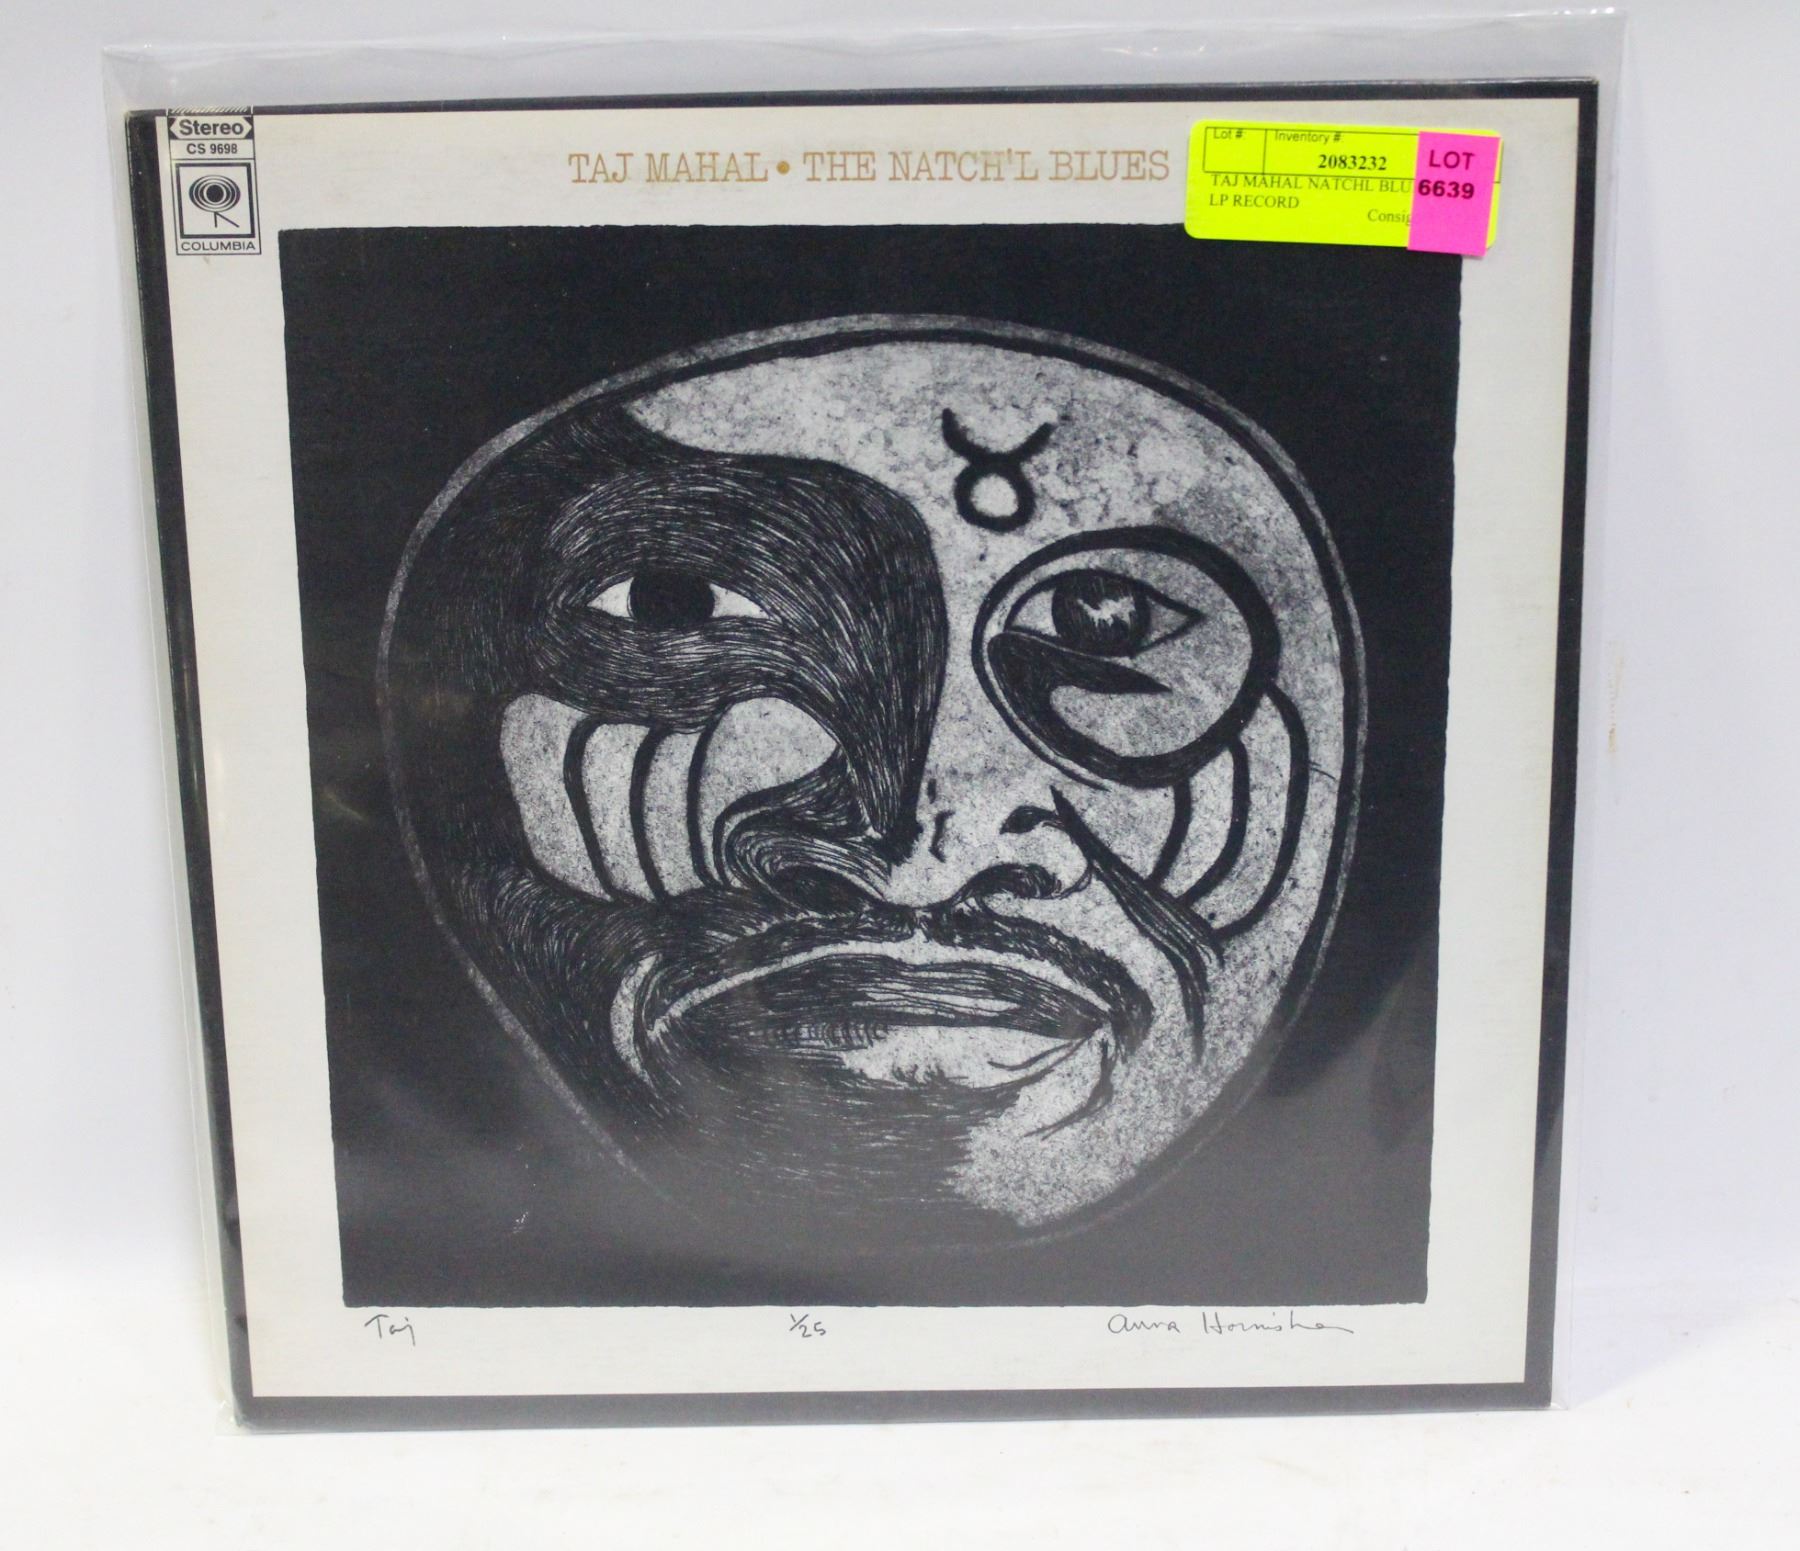 Stereo
CS 9698
COLUMBIA
TAJ MAHAL • THE NATCH'L BLUES
Lot # Inventory #
2083232
TAJ MAHAL NATCHL BLU
LP RECORD
Consig
LOT
6639
Taj 1/25 Anna